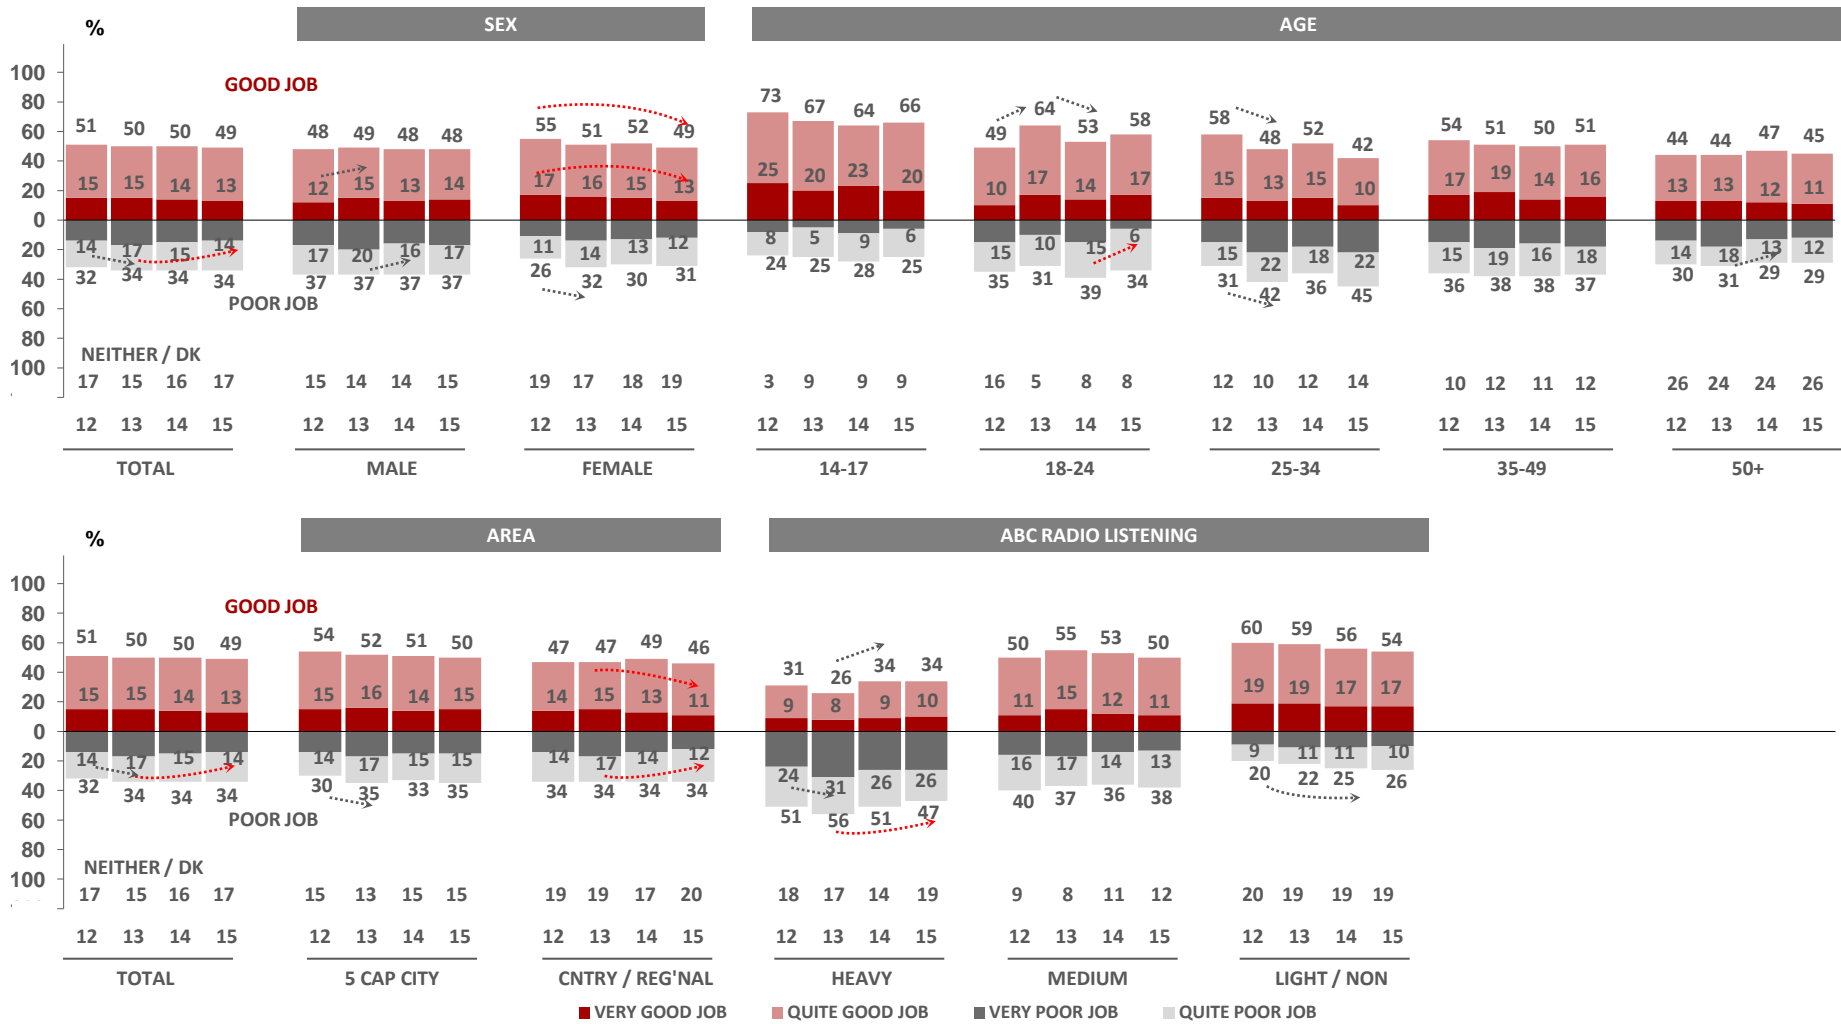 SEX
AGE
%
100
80
60
40
20
0
20
40
60
80
100
GOOD JOB
POOR JOB
NEITHER / DK
51 50 50 49
48 49 48 48
55 51 52 49
73 67 64 66
49 64 53 58
58 48 52 42
54 51 50 51
44 44 47 45
15 15 14 13
12 15 13 14
17 16 15 13
25 20 23 20
10 17 14 17
15 13 15 10
17 19 14 16
13 13 12 11
14 17 15 14
17 20 16 17
11 14 13 12
8 5 9 6
15 10 15 6
15 22 18 22
15 19 16 18
14 18 13 12
32 34 34 34
37 37 37 37
26 32 30 31
24 25 28 25
35 31 39 34
31 42 36 45
36 38 38 37
30 31 29 29
17 15 16 17
15 14 14 15
19 17 18 19
3 9 9 9
16 5 8 8
12 10 12 14
10 12 11 12
26 24 24 26
12 13 14 15
12 13 14 15
12 13 14 15
12 13 14 15
12 13 14 15
12 13 14 15
12 13 14 15
12 13 14 15
TOTAL
MALE
FEMALE
14-17
18-24
25-34
35-49
50+
AREA
ABC RADIO LISTENING
%
100
80
60
40
20
0
20
40
60
80
100
GOOD JOB
POOR JOB
NEITHER / DK
51 50 50 49
54 52 51 50
47 47 49 46
31 26 34 34
50 55 53 50
60 59 56 54
15 15 14 13
15 16 14 15
14 15 13 11
9 8 9 10
11 15 12 11
19 19 17 17
14 17 15 14
14 17 15 15
14 17 14 12
24 31 26 26
16 17 14 13
9 11 11 10
32 34 34 34
30 35 33 35
34 34 34 34
51 56 51 47
40 37 36 38
20 22 25 26
17 15 16 17
15 13 15 15
19 19 17 20
18 17 14 19
9 8 11 12
20 19 19 19
12 13 14 15
12 13 14 15
12 13 14 15
12 13 14 15
12 13 14 15
12 13 14 15
TOTAL
5 CAP CITY
CNTRY / REG'NAL
HEAVY
MEDIUM
LIGHT / NON
VERY GOOD JOB
QUITE GOOD JOB
VERY POOR JOB
QUITE POOR JOB